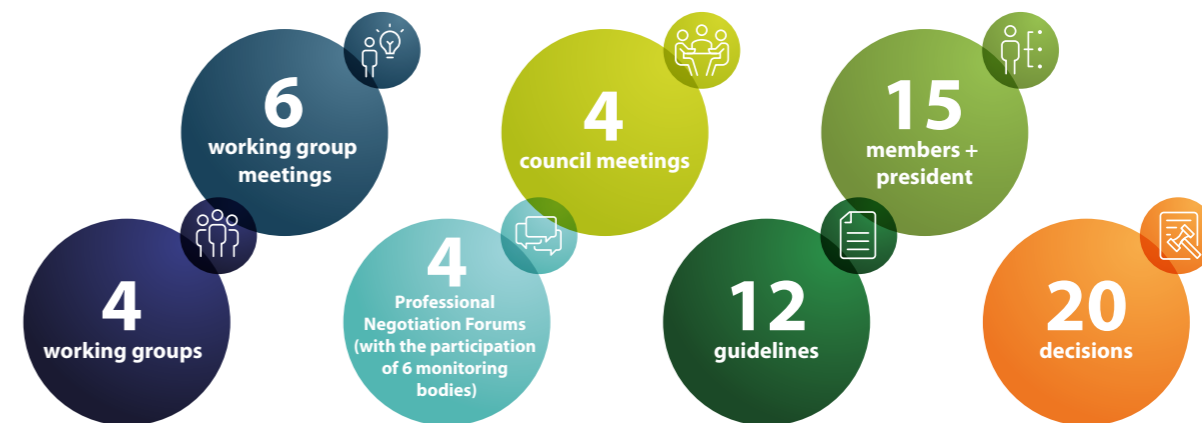 6
working group
meetings
4
council meetings
15
members +
president
4
working groups
4
Professional
Negotiation Forums
(with the participation
of 6 monitoring
bodies)
12
guidelines
20
decisions